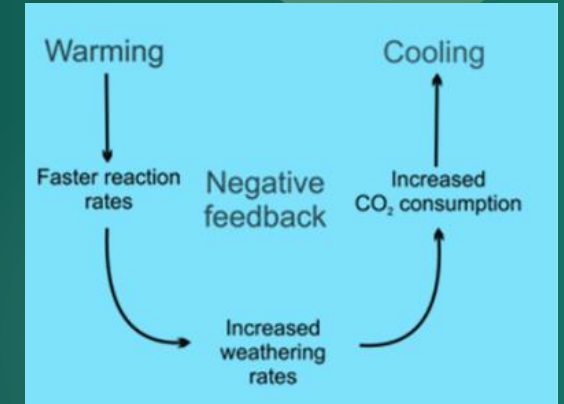 Warming
Cooling
Faster reaction
rates
Negative
feedback
Increased
CO₂ consumption
Increased
weathering
rates